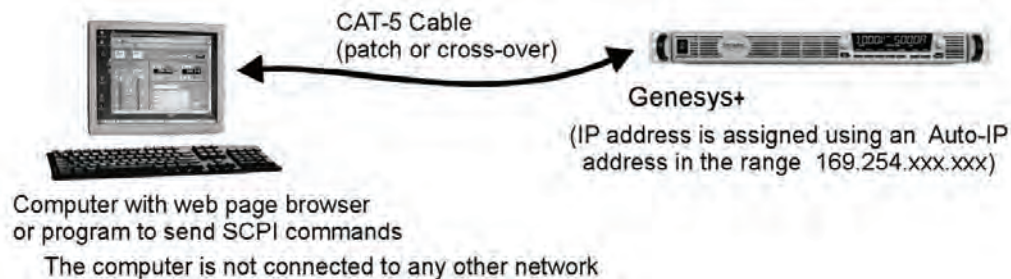 CAT-5 Cable
(patch or cross-over)
Genesys+
(IP address is assigned using an Auto-IP
address in the range 169.254.xxx.xxx)
Computer with web page browser
or program to send SCPI commands
The computer is not connected to any other network